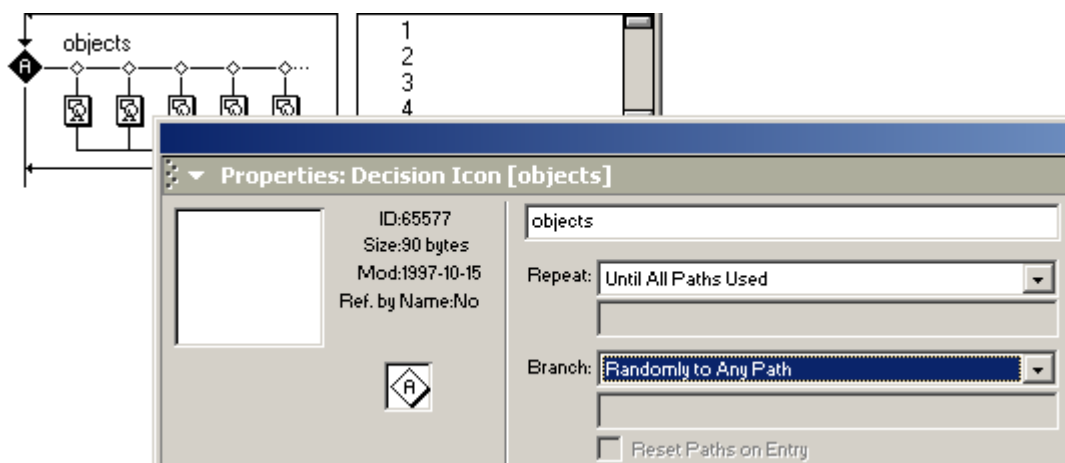 objects
A
1
2
3
4
Properties: Decision Icon [objects]
ID:65577
Size:90 bytes
Mod:1997-10-15
Ref. by Name:No
A
objects
Repeat: Until All Paths Used
Branch: Randomly to Any Path
Reset Paths on Entry